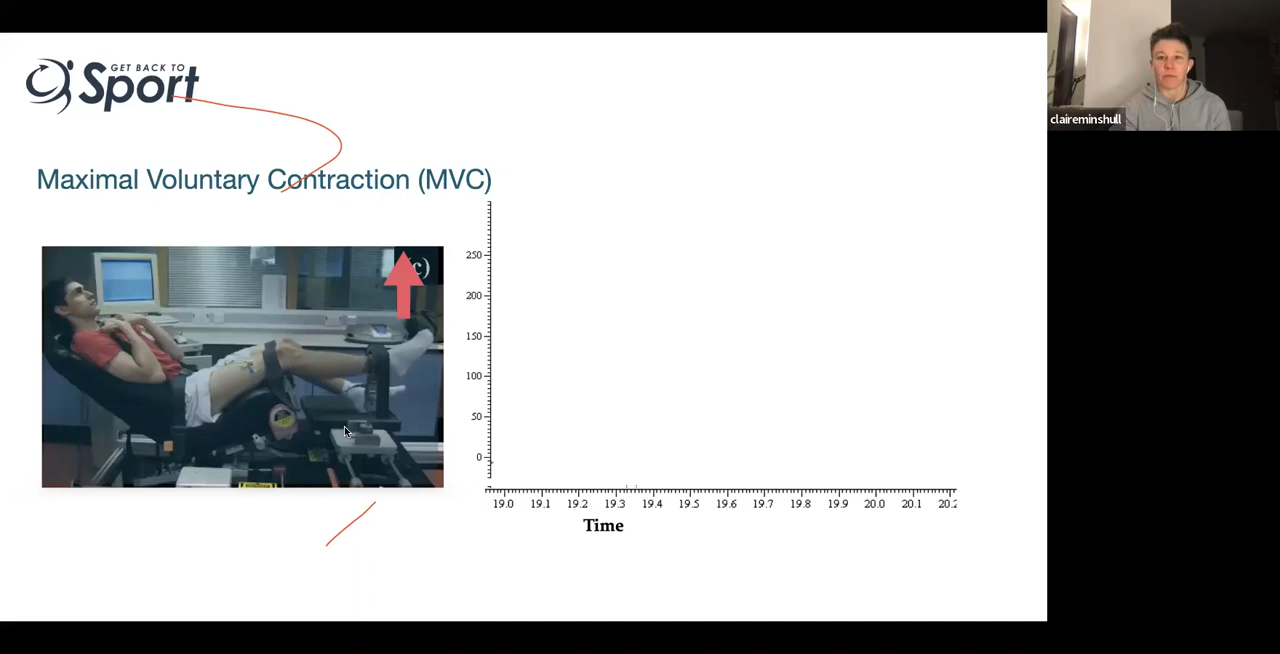 GET BACK TO
Sport
claireminshull
Maximal Voluntary Contraction (MVC)
c)
250
200
150
100
50
0
19.0 19.1 19.2 19.3 19.4 19.5 19.6 19.7 19.8 19.9 20.0 20.1 20.2
Time